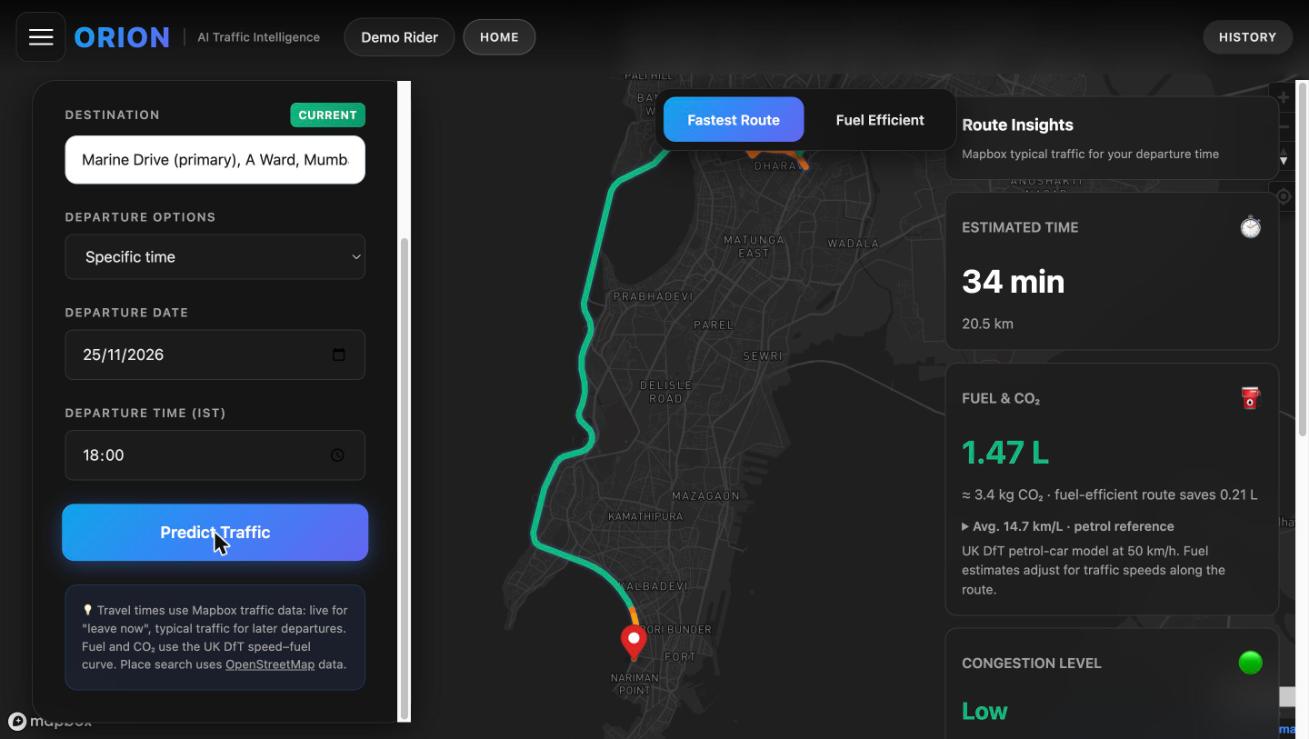 ORION
AI Traffic Intelligence
Demo Rider
HOME
HISTORY
DESTINATION
CURRENT
Marine Drive (primary), A Ward, Mumb
DEPARTURE OPTIONS
Specific time
DEPARTURE DATE
25/11/2026
DEPARTURE TIME (IST)
18:00
Predict Traffic
💡 Travel times use Mapbox traffic data: live for
"leave now", typical traffic for later departures.
Fuel and CO₂ use the UK DfT speed–fuel
curve. Place search uses OpenStreetMap data.
mapbox
Fastest Route
Fuel Efficient
PALI HILL
DHARAV
ANUSHAKTI
MATUNGA
EAST
WADALA
PRABHADEVI
PAREL
SEWRI
DELISLE
ROAD
MAZAGAON
KAMATHIPURA
KALBADEVI
BORI BUNDER
FORT
NARIMAN
POINT
Route Insights
Mapbox typical traffic for your departure time
ESTIMATED TIME
34 min
20.5 km
FUEL & CO₂
1.47 L
≈ 3.4 kg CO₂ · fuel-efficient route saves 0.21 L
Avg. 14.7 km/L · petrol reference
UK DfT petrol-car model at 50 km/h. Fuel
estimates adjust for traffic speeds along the
route.
CONGESTION LEVEL
Low